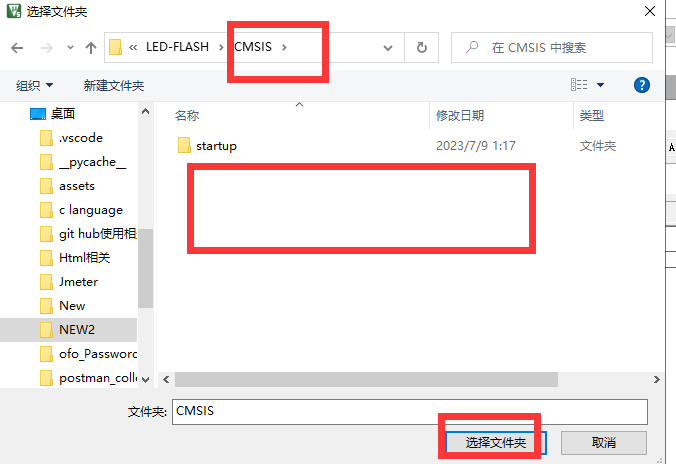 选择文件夹
« LED-FLASH › CMSIS ›
在 CMSIS 中搜索
组织 新建文件夹
名称 修改日期 类型
startup 2023/7/9 1:17 文件夹
桌面
.vscode
__pycache__
assets
c language
git hub使用相
Html相关
Jmeter
New
NEW2
ofo_Password
postman_colle
文件夹: CMSIS
选择文件夹 取消